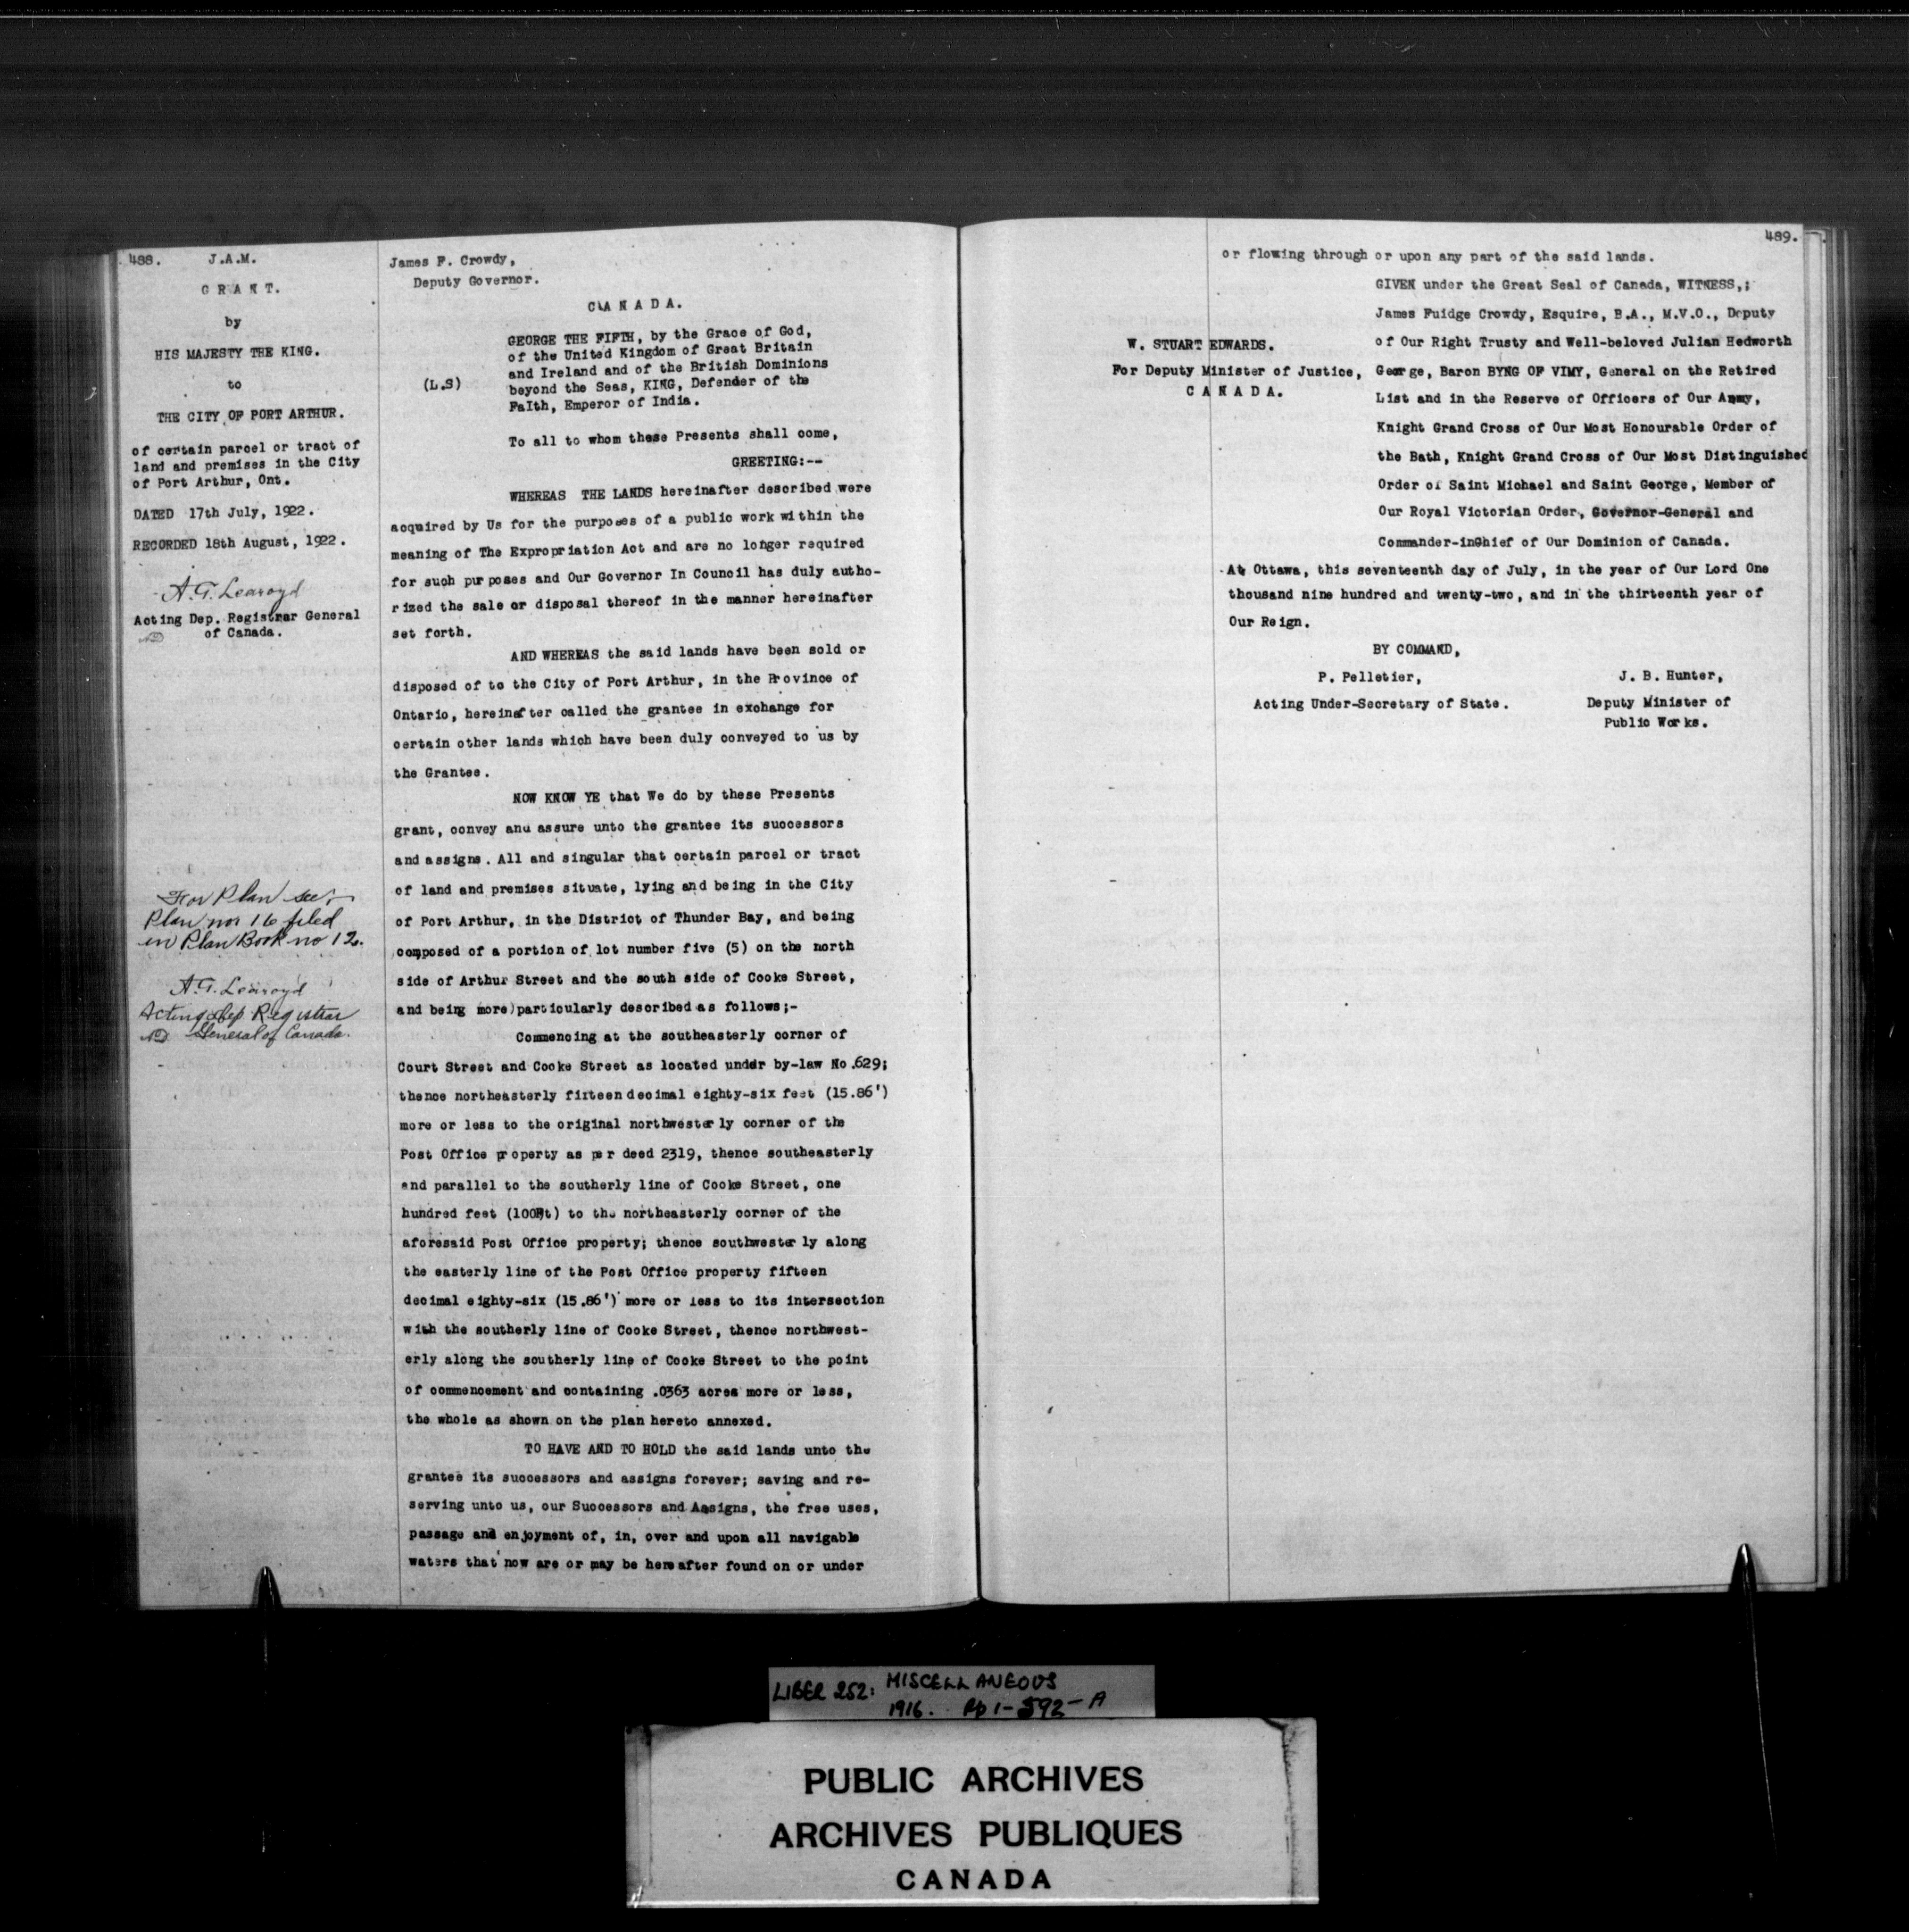 488. J.A.M.
GRANT.
by
HIS MAJESTY THE KING.
to
THE CITY OF PORT ARTHUR.
of certain parcel or tract of
land and premises in the City
of Port Arthur, Ont.
DATED 17th July, 1922.
RECORDED 18th August, 1922.
A.G. Learoyd
Acting Dep. Registrar General
of Canada.
For Plan see
Plan no 16 filed
in Plan Book no 12.
A.G. Learoyd
Acting Dep Registrar
General of Canada.
James F. Crowdy,
Deputy Governor.
CANADA.
GEORGE THE FIFTH, by the Grace of God,
of the United Kingdom of Great Britain
and Ireland and of the British Dominions
(L.S) beyond the Seas, KING, Defender of the
FaIth, Emperor of India.
To all to whom these Presents shall come,
GREETING:--
WHEREAS THE LANDS hereinafter described were
acquired by Us for the purposes of a public work within the
meaning of The Expropriation Act and are no longer required
for such purposes and Our Governor In Council has duly autho-
rized the sale or disposal thereof in the manner hereinafter
set forth.
AND WHEREAS the said lands have been sold or
disposed of to the City of Port Arthur, in the Province of
Ontario, hereinafter called the grantee in exchange for
certain other lands which have been duly conveyed to us by
the Grantee.
NOW KNOW YE that We do by these Presents
grant, convey and assure unto the grantee its successors
and assigns. All and singular that certain parcel or tract
of land and premises situate, lying and being in the City
of Port Arthur, in the District of Thunder Bay, and being
composed of a portion of lot number five (5) on the north
side of Arthur Street and the south side of Cooke Street,
and being more)particularly described as follows;-
Commencing at the southeasterly corner of
Court Street and Cooke Street as located under by-law No.629;
thence northeasterly fifteen decimal eighty-six feet (15.86')
more or less to the original northwesterly corner of the
Post Office property as per deed 2319, thence southeasterly
and parallel to the southerly line of Cooke Street, one
hundred feet (100Ft) to the northeasterly corner of the
aforesaid Post Office property; thence southwesterly along
the easterly line of the Post Office property fifteen
decimal eighty-six (15.86') more or less to its intersection
with the southerly line of Cooke Street, thence northwest-
erly along the southerly line of Cooke Street to the point
of commencement and containing .0363 acres more or less,
the whole as shown on the plan hereto annexed.
TO HAVE AND TO HOLD the said lands unto the
grantee its successors and assigns forever; saving and re-
serving unto us, our Successors and Assigns, the free uses,
passage and enjoyment of, in, over and upon all navigable
waters that now are or may be hereafter found on or under
489.
or flowing through or upon any part of the said lands.
GIVEN under the Great Seal of Canada, WITNESS,;
James Fuidge Crowdy, Esquire, B.A., M.V.O., Deputy
W. STUART EDWARDS. of Our Right Trusty and Well-beloved Julian Hedworth
For Deputy Minister of Justice, George, Baron BYNG OF VIMY, General on the Retired
CANADA. List and in the Reserve of Officers of Our Army,
Knight Grand Cross of Our Most Honourable Order of
the Bath, Knight Grand Cross of Our Most Distinguished
Order of Saint Michael and Saint George, Member of
Our Royal Victorian Order, Governor-General and
Commander-inChief of Our Dominion of Canada.
At Ottawa, this seventeenth day of July, in the year of Our Lord One
thousand nine hundred and twenty-two, and in the thirteenth year of
Our Reign.
BY COMMAND,
P. Pelletier, J. B. Hunter,
Acting Under-Secretary of State. Deputy Minister of
Public Works.
LIBER 252: MISCELLANEOUS
1916. Pp 1-592-A
PUBLIC ARCHIVES
ARCHIVES PUBLIQUES
CANADA